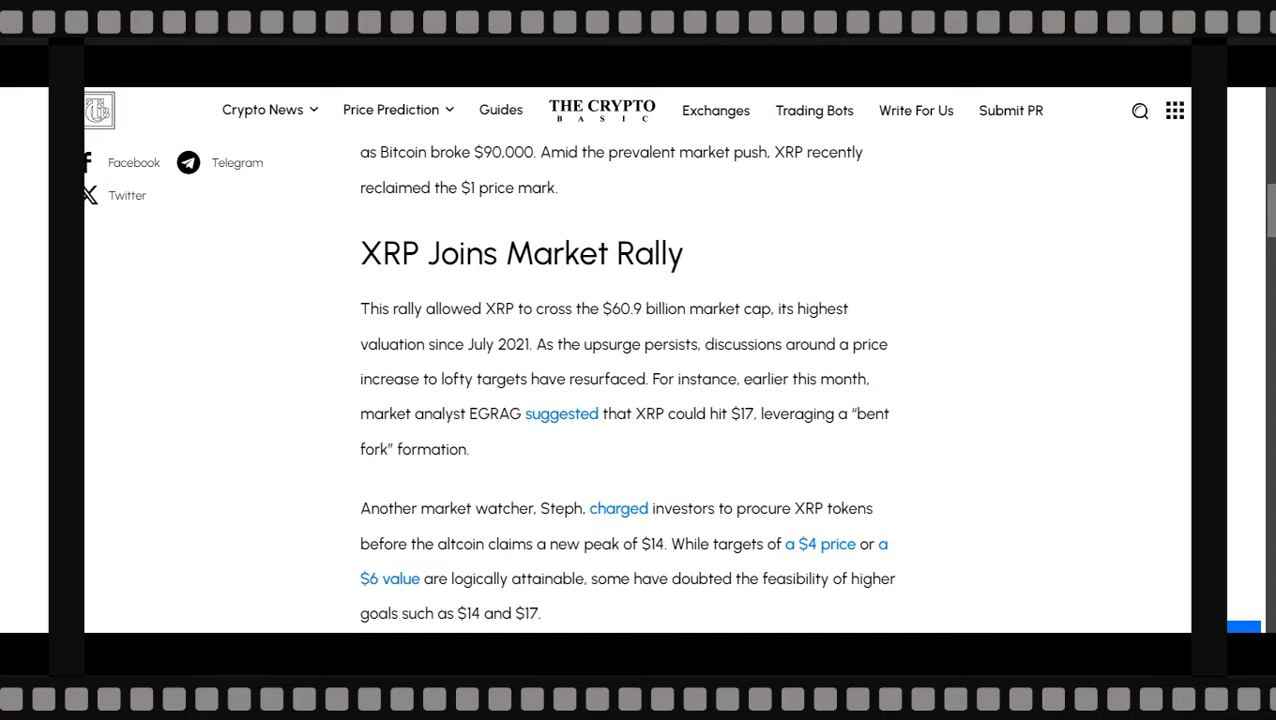 Crypto News
Price Prediction
Guides
THE CRYPTO
BASIC
Exchanges
Trading Bots
Write For Us
Submit PR
Facebook
Telegram
Twitter
as Bitcoin broke $90,000. Amid the prevalent market push, XRP recently
reclaimed the $1 price mark.
XRP Joins Market Rally
This rally allowed XRP to cross the $60.9 billion market cap, its highest
valuation since July 2021. As the upsurge persists, discussions around a price
increase to lofty targets have resurfaced. For instance, earlier this month,
market analyst EGRAG suggested that XRP could hit $17, leveraging a “bent
fork” formation.
Another market watcher, Steph, charged investors to procure XRP tokens
before the altcoin claims a new peak of $14. While targets of a $4 price or a
$6 value are logically attainable, some have doubted the feasibility of higher
goals such as $14 and $17.